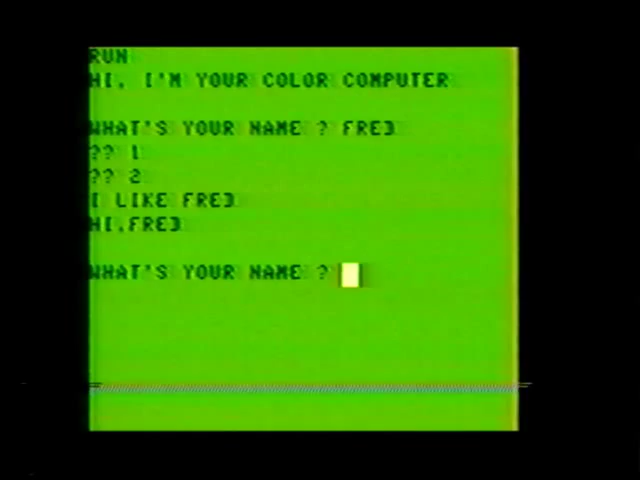 RUN
HI, I'M YOUR COLOR COMPUTER
WHAT'S YOUR NAME ? FRED
?? 1
?? 2
I LIKE FRED
HI,FRED
WHAT'S YOUR NAME ?